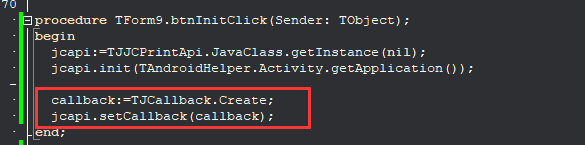 70
procedure TForm9.btnInitClick(Sender: TObject);
begin
jcapi:=TJJCPrintApi.JavaClass.getInstance(nil);
jcapi.init(TAndroidHelper.Activity.getApplication());
callback:=TJCallback.Create;
jcapi.setCallback(callback);
end;